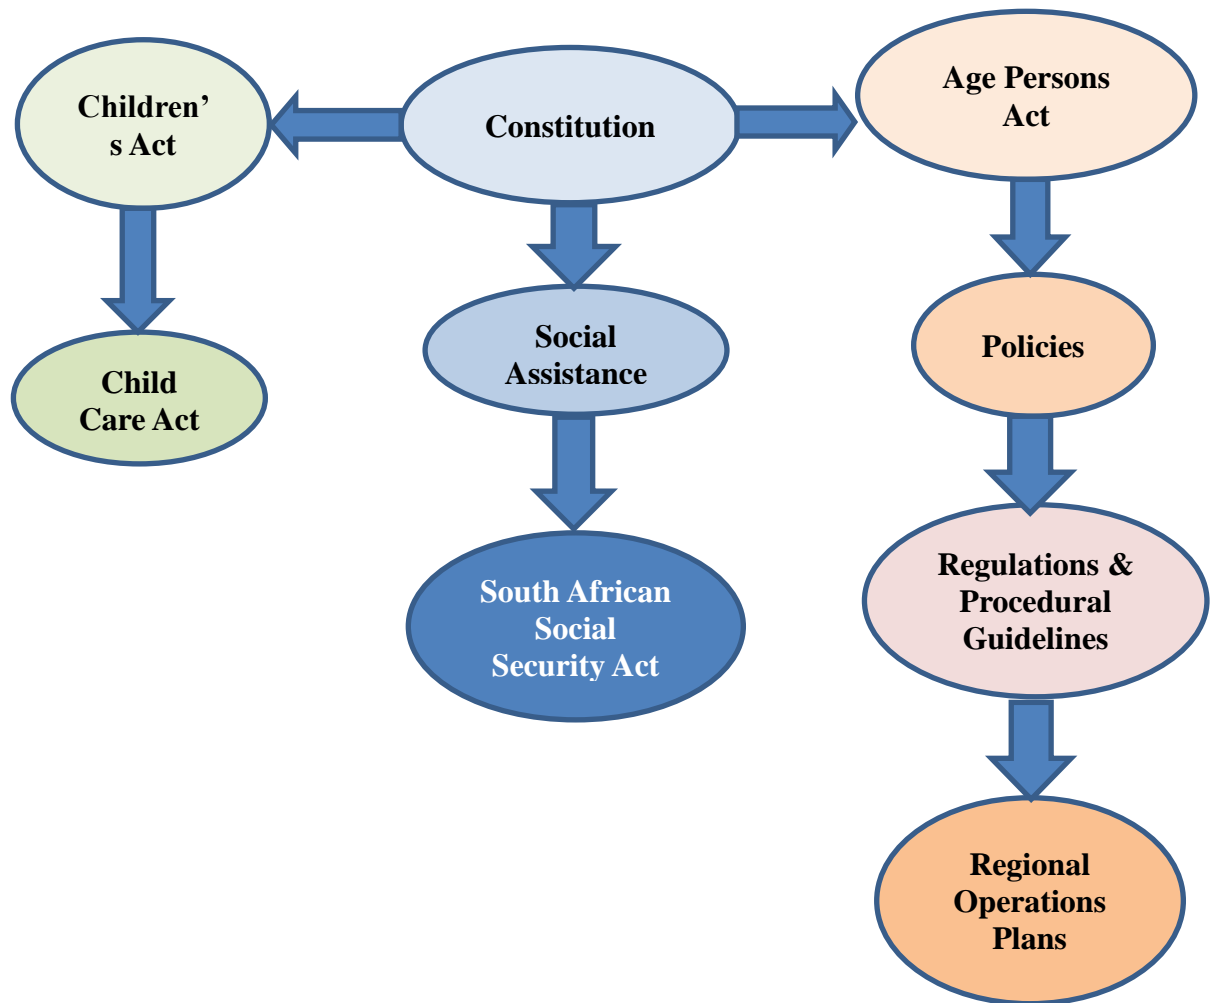 Children’
s Act
Constitution
Age Persons
Act
Child
Care Act
Social
Assistance
Policies
South African
Social
Security Act
Regulations &
Procedural
Guidelines
Regional
Operations
Plans